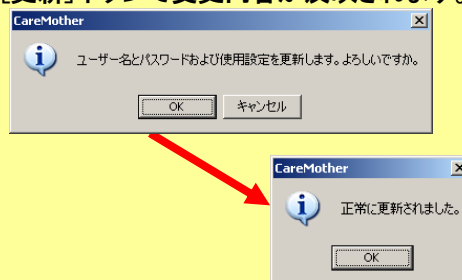 [更新]ボタンで変更内容が反映されます。
CareMother
ユーザー名とパスワードおよび使用設定を更新します。よろしいですか。
OK キャンセル
CareMother
正常に更新されました。
OK